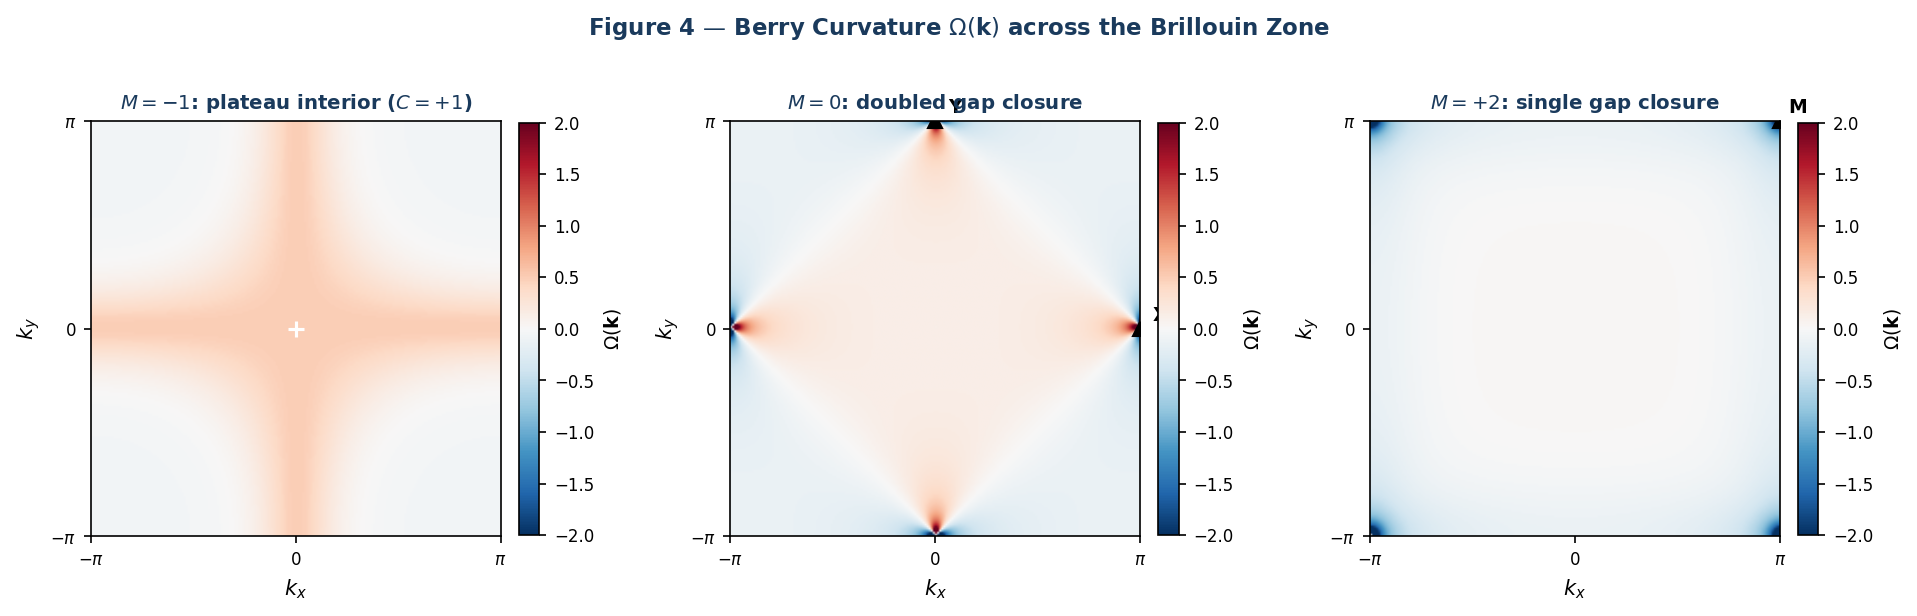 Figure 4 — Berry Curvature Ω(k) across the Brillouin Zone
M = −1: plateau interior (C = +1)
π
0
−π
−π 0 π
k_y
k_x
2.0
1.5
1.0
0.5
0.0
−0.5
−1.0
−1.5
−2.0
Ω(k)
M = 0: doubled gap closure
Y
π
0
−π
−π 0 π
k_y
k_x
2.0
1.5
1.0
0.5
0.0
−0.5
−1.0
−1.5
−2.0
Ω(k)
M = +2: single gap closure
M
π
0
−π
−π 0 π
k_y
k_x
2.0
1.5
1.0
0.5
0.0
−0.5
−1.0
−1.5
−2.0
Ω(k)